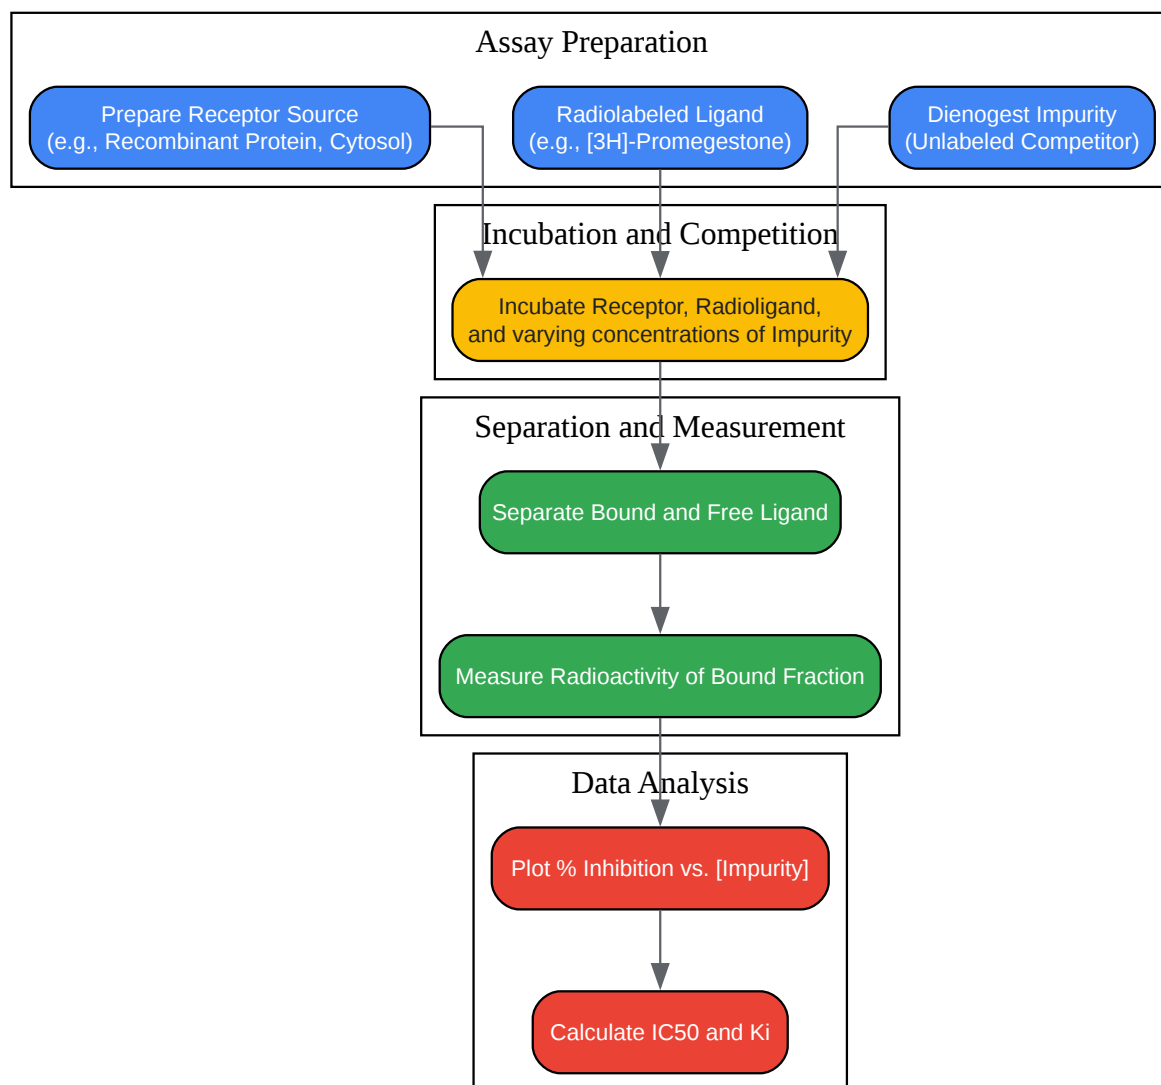 Assay Preparation
Prepare Receptor Source
(e.g., Recombinant Protein, Cytosol)
Radiolabeled Ligand
(e.g., [3H]-Promegestone)
Dienogest Impurity
(Unlabeled Competitor)
Incubation and Competition
Incubate Receptor, Radioligand,
and varying concentrations of Impurity
Separation and Measurement
Separate Bound and Free Ligand
Measure Radioactivity of Bound Fraction
Data Analysis
Plot % Inhibition vs. [Impurity]
Calculate IC50 and Ki